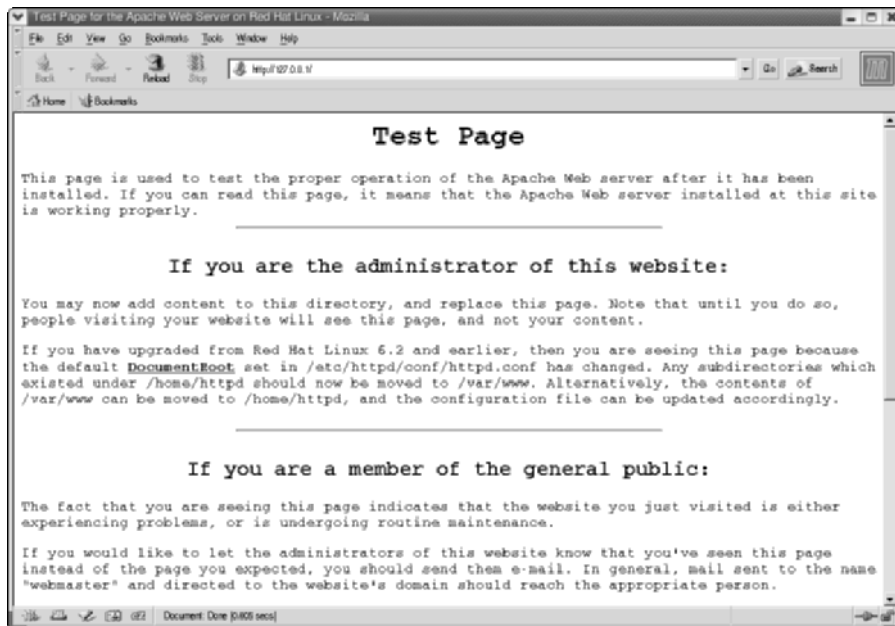 Test Page for the Apache Web Server on Red Hat Linux - Mozilla
File Edit View Go Bookmarks Tools Window Help
Back Forward Reload Stop http://127.0.0.1/ Go Search
Home Bookmarks
Test Page
This page is used to test the proper operation of the Apache Web server after it has been
installed. If you can read this page, it means that the Apache Web server installed at this site
is working properly.
If you are the administrator of this website:
You may now add content to this directory, and replace this page. Note that until you do so,
people visiting your website will see this page, and not your content.
If you have upgraded from Red Hat Linux 6.2 and earlier, then you are seeing this page because
the default DocumentRoot set in /etc/httpd/conf/httpd.conf has changed. Any subdirectories which
existed under /home/httpd should now be moved to /var/www. Alternatively, the contents of
/var/www can be moved to /home/httpd, and the configuration file can be updated accordingly.
If you are a member of the general public:
The fact that you are seeing this page indicates that the website you just visited is either
experiencing problems, or is undergoing routine maintenance.
If you would like to let the administrators of this website know that you've seen this page
instead of the page you expected, you should send them e-mail. In general, mail sent to the name
"webmaster" and directed to the website's domain should reach the appropriate person.
Document: Done (0.805 secs)